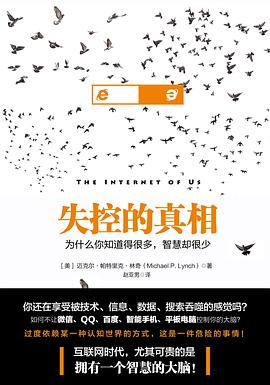 THE INTERNET OF US
失控的真相
为什么你知道得很多，智慧却很少
［美］迈克尔·帕特里克·林奇（Michael P. Lynch）著
赵亚男 译
你还在享受被技术、信息、数据、搜索吞噬的感觉吗？
如何不让微信、QQ、百度、智能手机、平板电脑控制你的大脑？
过度依赖某一种认知世界的方式，这是一件危险的事情！
互联网时代，尤其可贵的是
拥有一个智慧的大脑！